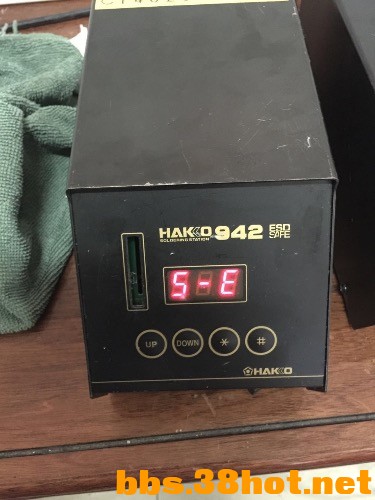 HAKKO 942 ESD SAFE
SOLDERING STATION
S-E
UP DOWN * #
HAKKO
bbs.38hot.net